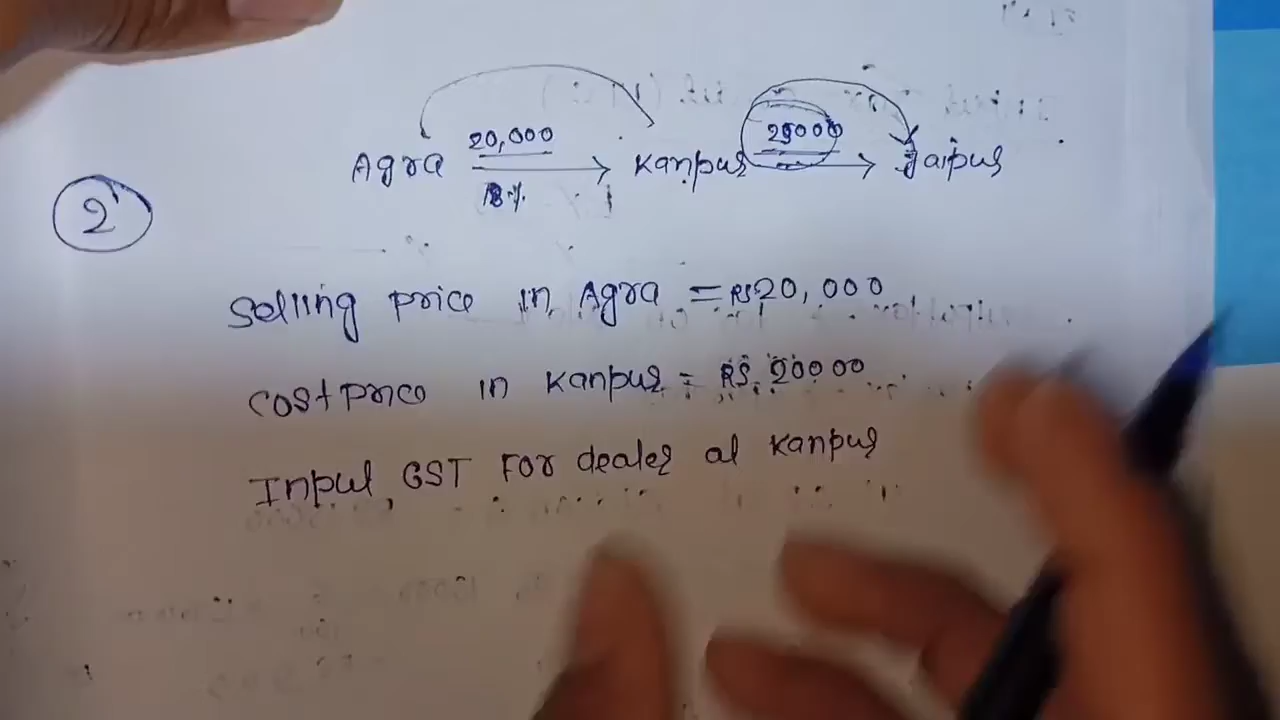 20,000 25000
Agra Kanpur Jaipur
18%
2
Selling price in Agra = RS 20,000
Cost price in Kanpur = RS. 20000
Input GST For dealer at Kanpur